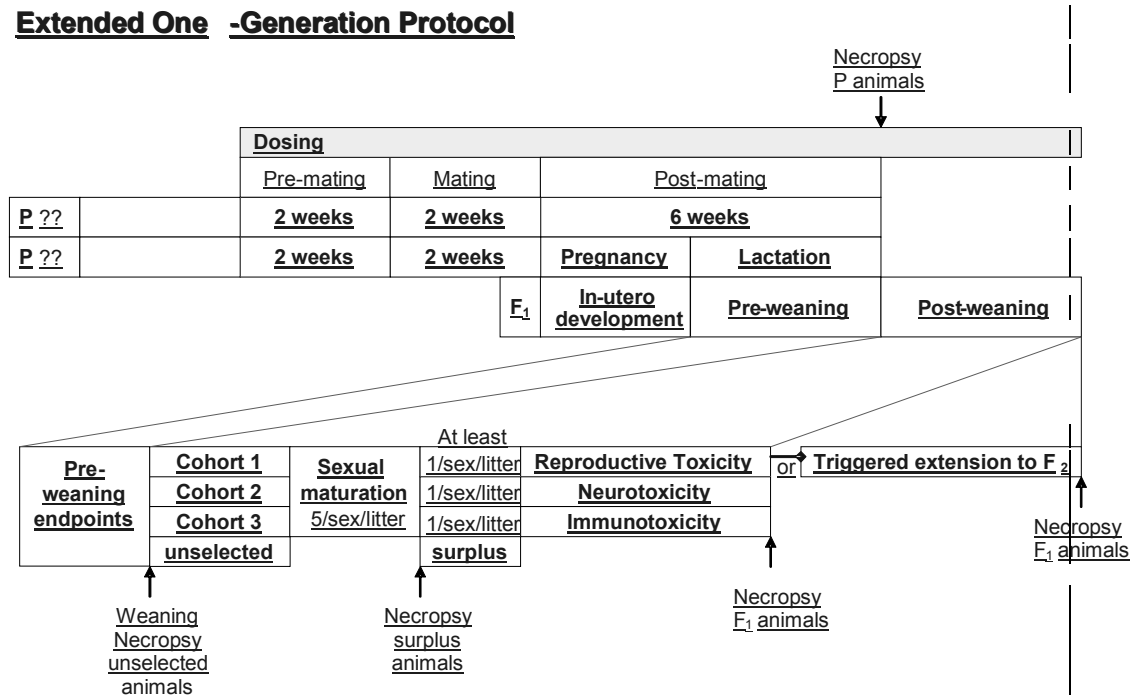 Extended One -Generation Protocol
Necropsy
P animals
Dosing
Pre-mating Mating Post-mating
P ?? 2 weeks 2 weeks 6 weeks
P ?? 2 weeks 2 weeks Pregnancy Lactation
F1 In-utero
development Pre-weaning Post-weaning
At least
Pre-
weaning
endpoints
Cohort 1
Cohort 2
Cohort 3
unselected
Sexual
maturation
5/sex/litter
1/sex/litter Reproductive Toxicity or Triggered extension to F 2
1/sex/litter Neurotoxicity
1/sex/litter Immunotoxicity
surplus
Weaning
Necropsy
unselected
animals
Necropsy
surplus
animals
Necropsy
F1 animals
Necropsy
F1 animals